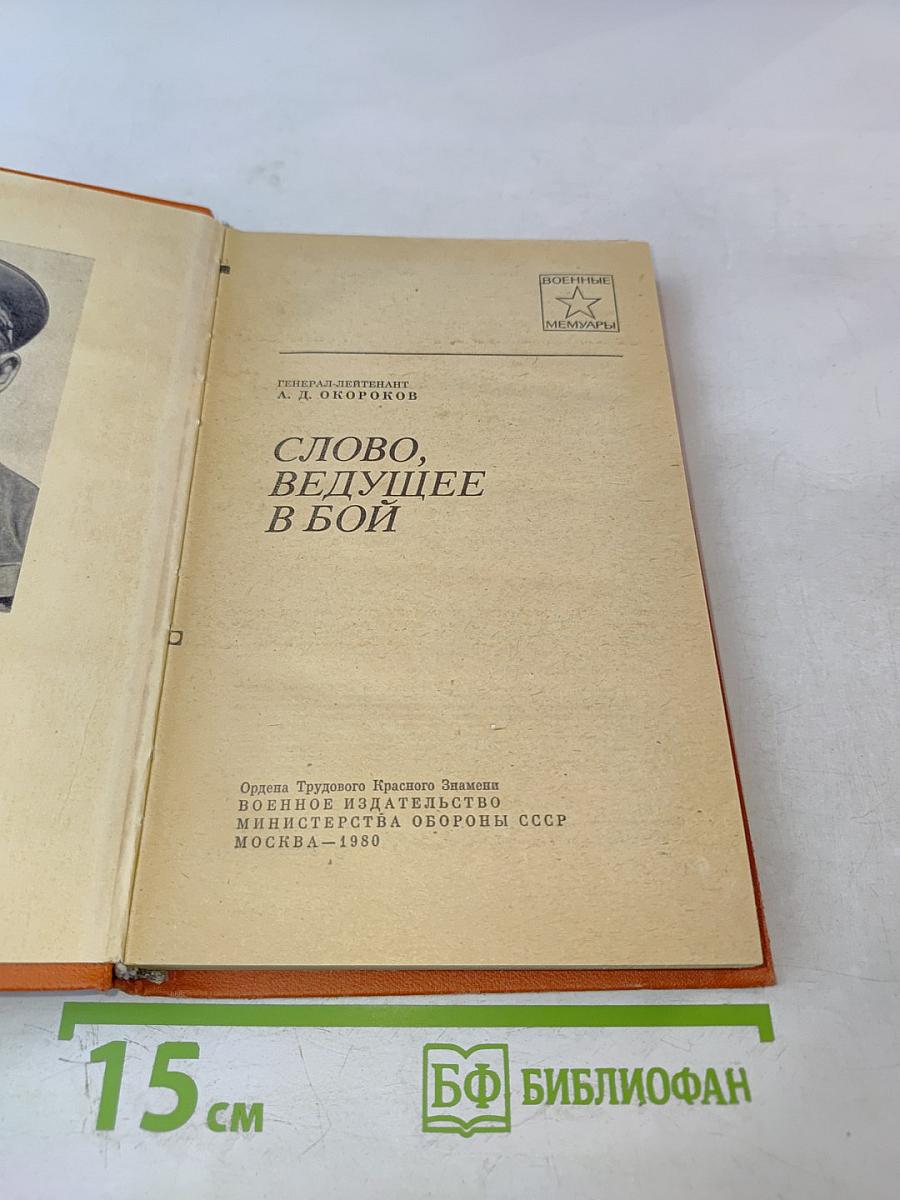 ВОЕННЫЕ
МЕМУАРЫ
ГЕНЕРАЛ-ЛЕЙТЕНАНТ
А. Д. ОКОРОКОВ
СЛОВО,
ВЕДУЩЕЕ
В БОЙ
Ордена Трудового Красного Знамени
ВОЕННОЕ ИЗДАТЕЛЬСТВО
МИНИСТЕРСТВА ОБОРОНЫ СССР
МОСКВА—1980
15 см
БФ БИБЛИОФАН